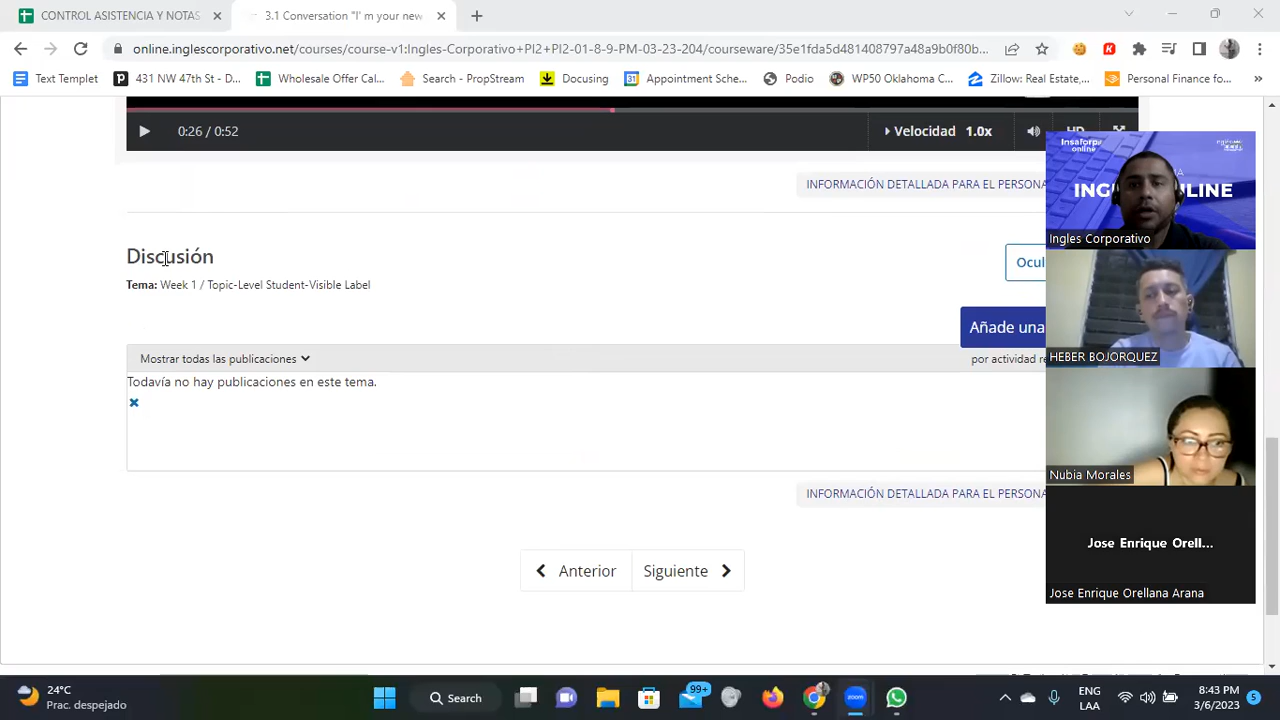 CONTROL ASISTENCIA Y NOTAS
3.1 Conversation "I' m your new
online.inglescorporativo.net/courses/course-v1:Ingles-Corporativo+PI2+PI2-01-8-9-PM-03-23-204/courseware/35e1fda5d481408797a48a9b0f80b...
Text Templet
431 NW 47th St - D...
Wholesale Offer Cal...
Search - PropStream
Docusing
Appointment Sche...
Podio
WP50 Oklahoma C...
Zillow: Real Estate,...
Personal Finance fo...
0:26 / 0:52
Velocidad 1.0x
HD
INFORMACIÓN DETALLADA PARA EL PERSONA
Discusión
Ocul
Tema: Week 1 / Topic-Level Student-Visible Label
Añade una
Mostrar todas las publicaciones
por actividad re
Todavía no hay publicaciones en este tema.
INFORMACIÓN DETALLADA PARA EL PERSONA
Anterior
Siguiente
Insaforp
online
Ingles Corporativo
HEBER BOJORQUEZ
Nubia Morales
Jose Enrique Orell...
Jose Enrique Orellana Arana
24°C
Prac. despejado
Search
99+
ENG
LAA
8:43 PM
3/6/2023
5